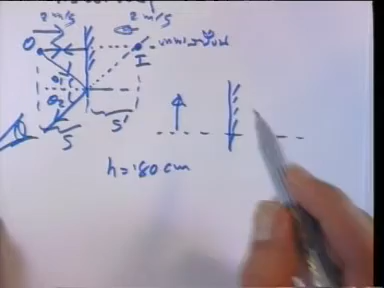 2 m/s 2 m/s
O I
θ1
θ2
S S'
h = 180 cm